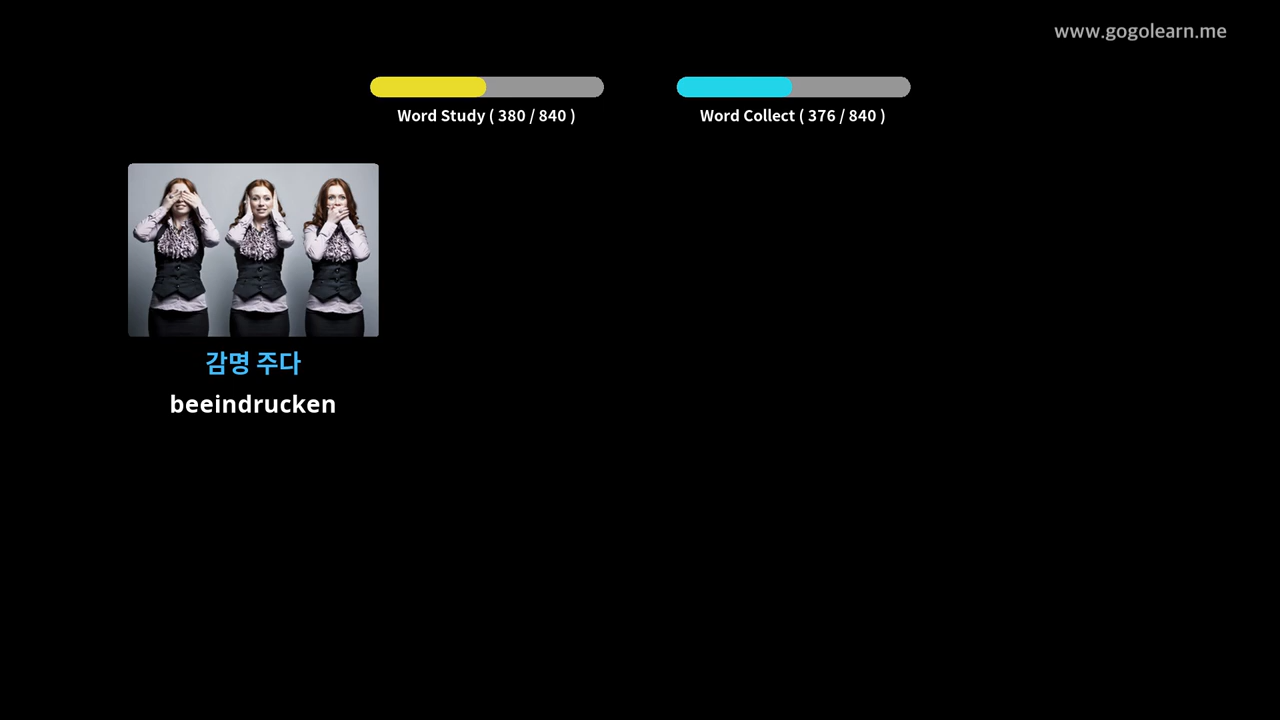 www.gogolearn.me
Word Study ( 380 / 840 )
Word Collect ( 376 / 840 )
감명 주다
beeindrucken